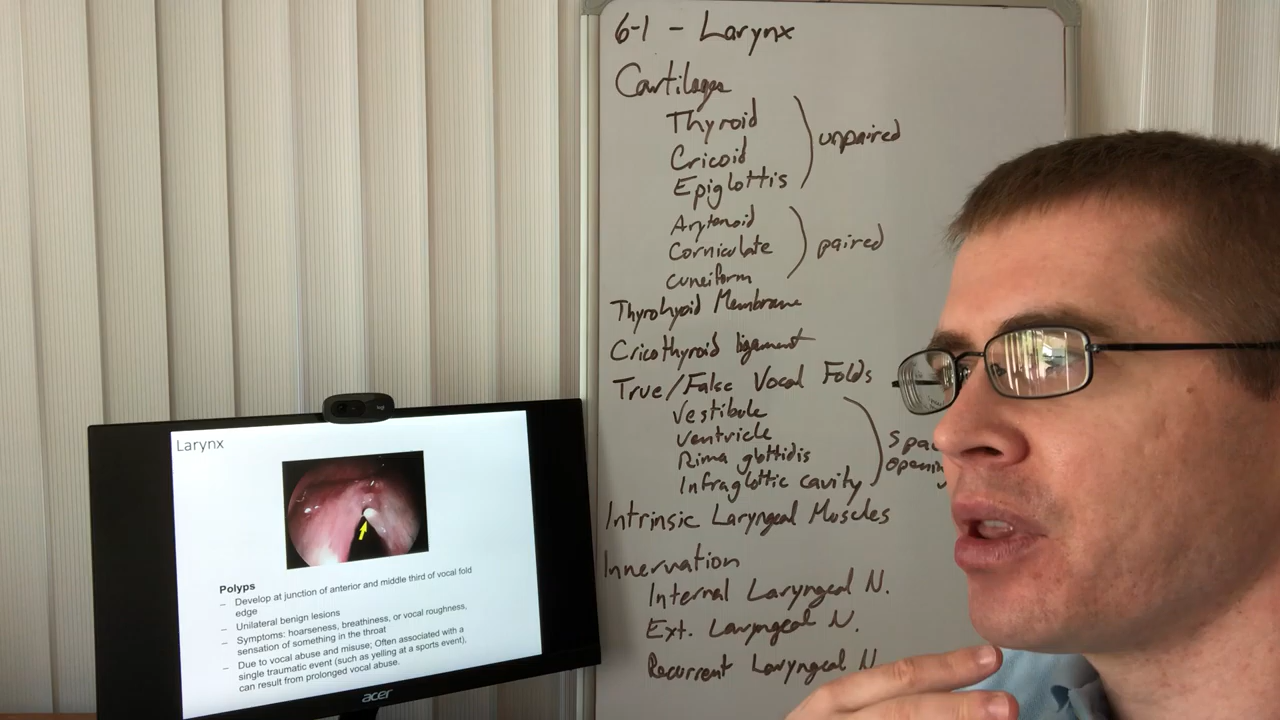 6-1 - Larynx
Cartilages
Thyroid
Cricoid
Epiglottis
unpaired
Arytenoid
Corniculate
cuneiform
paired
Thyrohyoid Membrane
Cricothyroid ligament
True/False Vocal Folds
Vestibule
Ventricle
Rima glottidis
Infraglottic cavity
Intrinsic Laryngeal Muscles
Innervation
Internal Laryngeal N.
Ext. Laryngeal N.
Recurrent Laryngeal N
Larynx
Polyps
– Develop at junction of anterior and middle third of vocal fold
edge
– Unilateral benign lesions
– Symptoms: hoarseness, breathiness, or vocal roughness,
sensation of something in the throat
– Due to vocal abuse and misuse; Often associated with a
single traumatic event (such as yelling at a sports event),
can result from prolonged vocal abuse.
acer